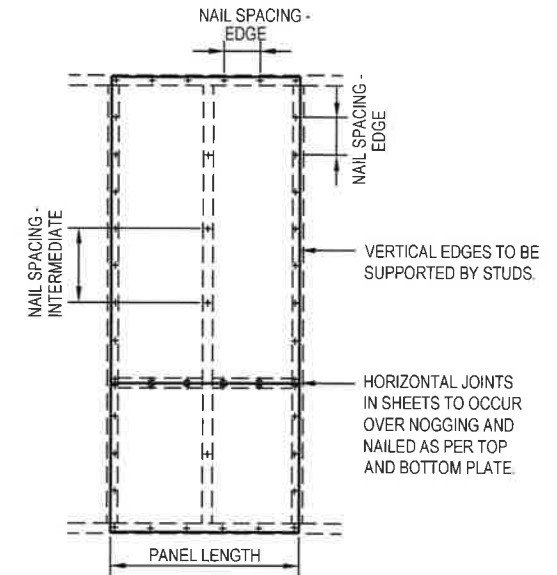 NAIL SPACING -
EDGE
NAIL SPACING -
EDGE
NAIL SPACING -
INTERMEDIATE
VERTICAL EDGES TO BE
SUPPORTED BY STUDS.
HORIZONTAL JOINTS
IN SHEETS TO OCCUR
OVER NOGGING AND
NAILED AS PER TOP
AND BOTTOM PLATE.
PANEL LENGTH